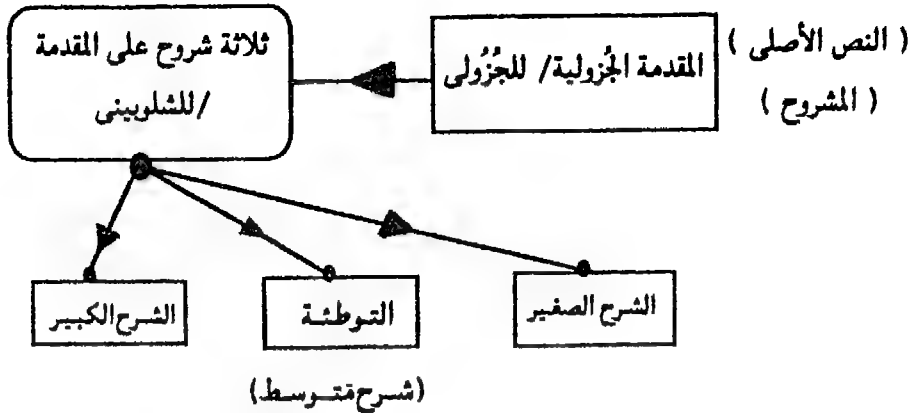 ( النص الأصلى )
( المشروح )
المقدمة الجُزولية/ للجُزُولى
ثلاثة شروح على المقدمة
/للشلوبينى
الشرح الصغير
التوطئة
(شرح متوسط)
الشرح الكبير